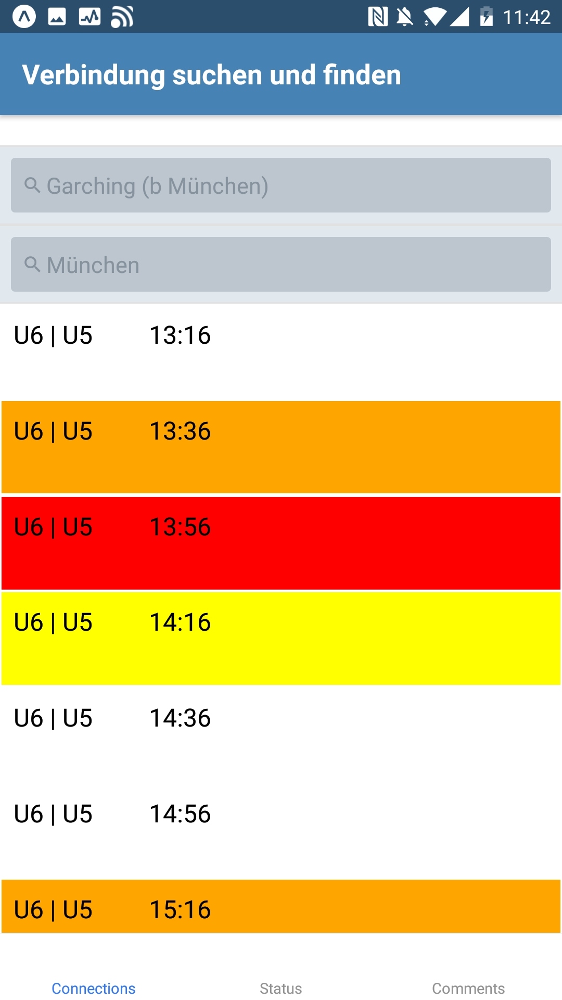 11:42
Verbindung suchen und finden
Garching (b München)
München
U6 | U5 13:16
U6 | U5 13:36
U6 | U5 13:56
U6 | U5 14:16
U6 | U5 14:36
U6 | U5 14:56
U6 | U5 15:16
Connections Status Comments